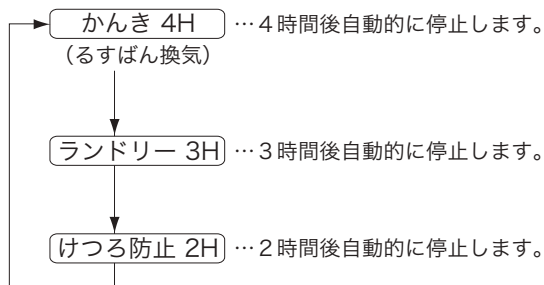 かんき 4H …4時間後自動的に停止します。
(るすばん換気)
ランドリー 3H …3時間後自動的に停止します。
けつろ防止 2H …2時間後自動的に停止します。